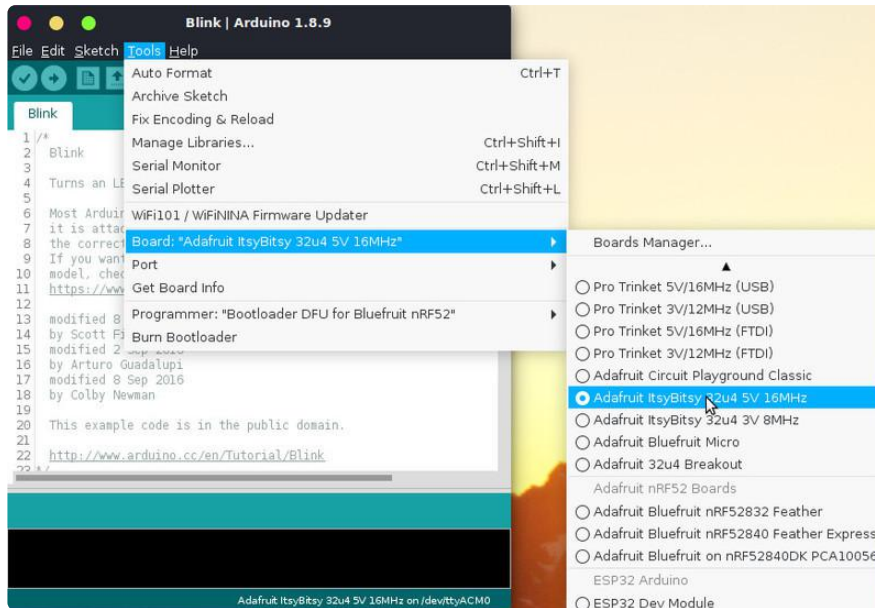 Blink | Arduino 1.8.9
File Edit Sketch Tools Help
Blink
1 /*
2 Blink
3
4 Turns an
5
6 Most
7 it is
8 the correct
9 If you want
10 model,
11 https://www
12
13 modified 8
14 by Scott
15 modified 2 Sep 2016
16 by Arturo Guadalupi
17 modified 8 Sep 2016
18 by Colby Newman
19
20 This example code is in the public domain.
21
22 http://www.arduino.cc/en/Tutorial/Blink
23 */
Adafruit ItsyBitsy 32u4 5V 16MHz on /dev/ttyACM0
Auto Format Ctrl+T
Archive Sketch
Fix Encoding & Reload
Manage Libraries... Ctrl+Shift+I
Serial Monitor Ctrl+Shift+M
Serial Plotter Ctrl+Shift+L
WiFi101 / WiFiNINA Firmware Updater
Board: "Adafruit ItsyBitsy 32u4 5V 16MHz"
Port
Get Board Info
Programmer: "Bootloader DFU for Bluefruit nRF52"
Burn Bootloader
Boards Manager...
Pro Trinket 5V/16MHz (USB)
Pro Trinket 3V/12MHz (USB)
Pro Trinket 5V/16MHz (FTDI)
Pro Trinket 3V/12MHz (FTDI)
Adafruit Circuit Playground Classic
Adafruit ItsyBitsy 32u4 5V 16MHz
Adafruit ItsyBitsy 32u4 3V 8MHz
Adafruit Bluefruit Micro
Adafruit 32u4 Breakout
Adafruit nRF52 Boards
Adafruit Bluefruit nRF52832 Feather
Adafruit Bluefruit nRF52840 Feather Express
Adafruit Bluefruit on nRF52840DK PCA10056
ESP32 Arduino
ESP32 Dev Module